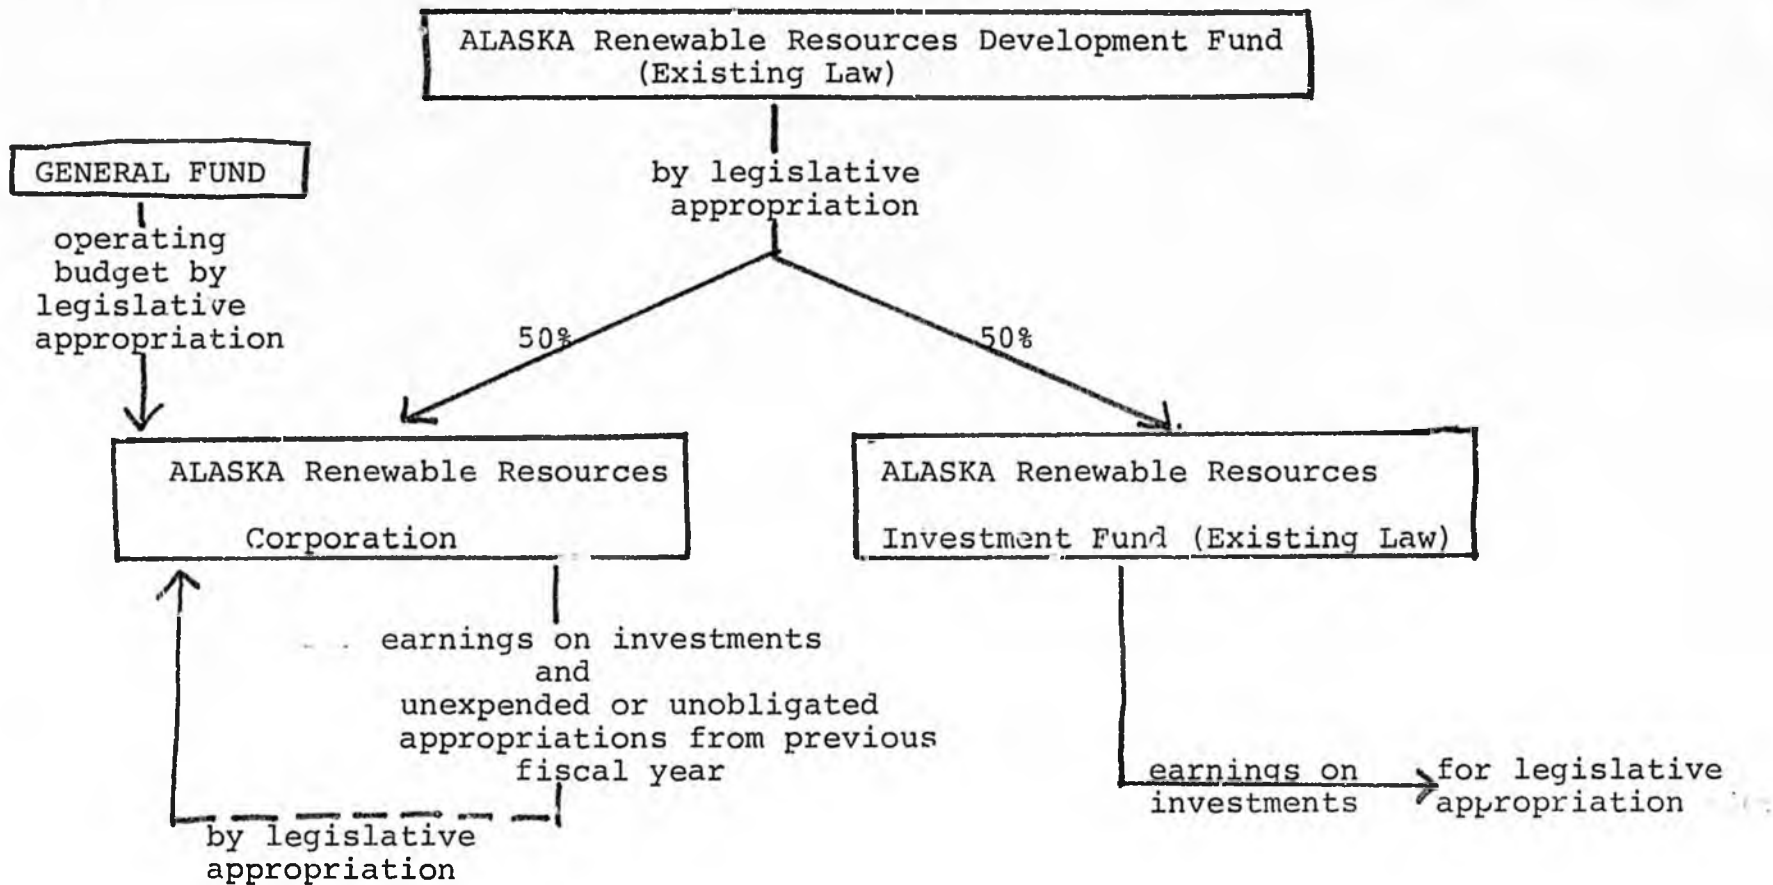 ALASKA Renewable Resources Development Fund
(Existing Law)
GENERAL FUND
by legislative
appropriation
operating
budget by
legislative
appropriation
50%
50%
ALASKA Renewable Resources
Corporation
ALASKA Renewable Resources
Investment Fund (Existing Law)
earnings on investments
and
unexpended or unobligated
appropriations from previous
fiscal year
by legislative
appropriation
earnings on
investments
for legislative
appropriation